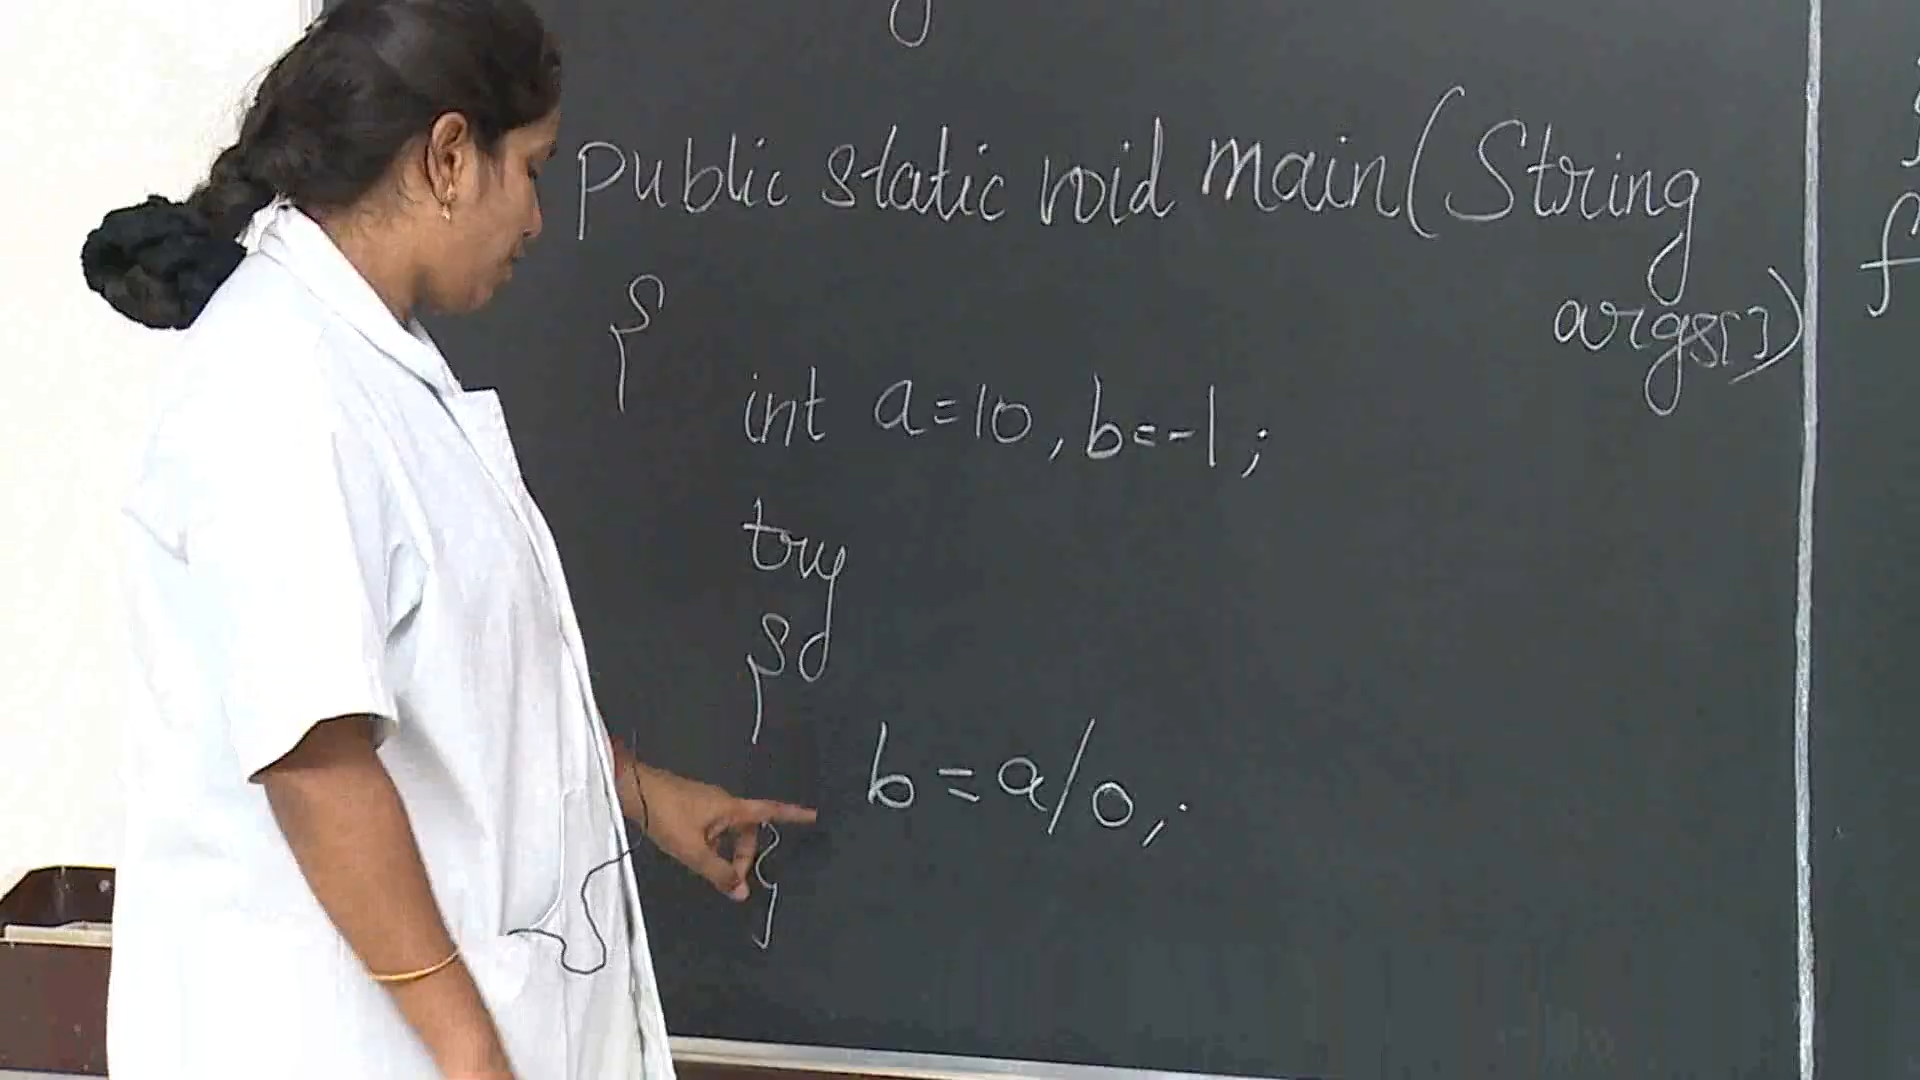 public static void main(String
args[])
{
int a=10, b=-1;
try
{
b=a/0;
}